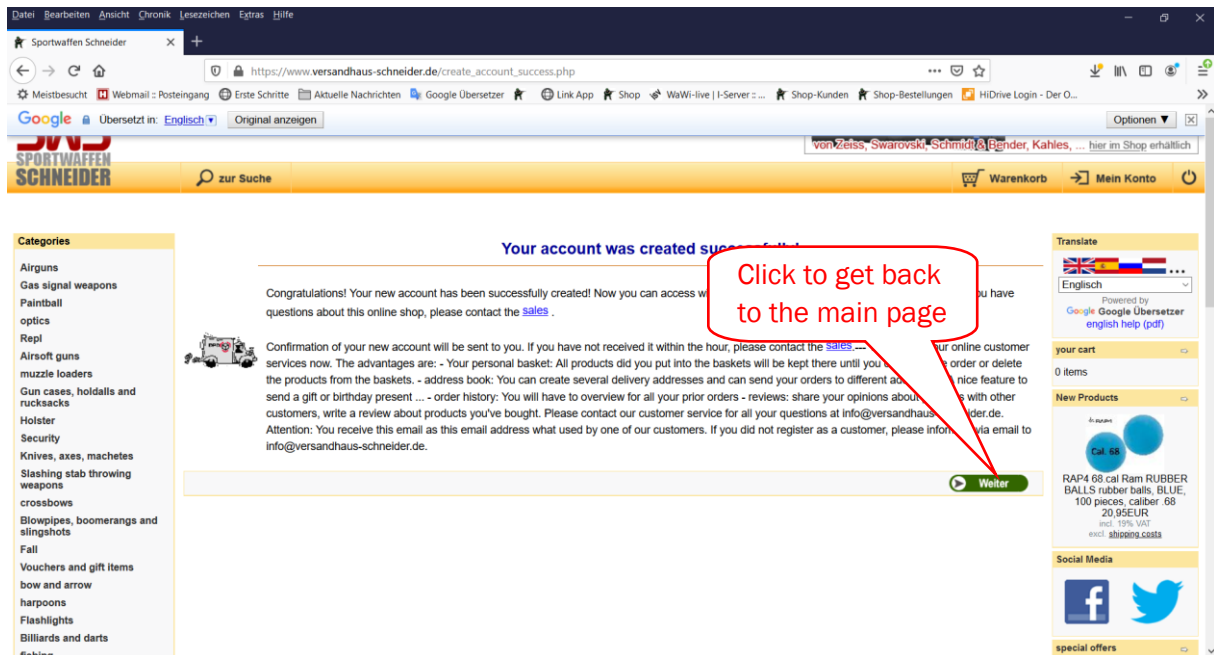 Datei Bearbeiten Ansicht Chronik Lesezeichen Extras Hilfe
Sportwaffen Schneider
https://www.versandhaus-schneider.de/create_account_success.php
Meistbesucht Webmail :: Posteingang Erste Schritte Aktuelle Nachrichten Google Übersetzer Link App Shop WaWi-live | I-Server :: ... Shop-Kunden Shop-Bestellungen HiDrive Login - Der O...
Google Übersetzt in: Englisch Original anzeigen Optionen ▼
SWS
SPORTWAFFEN
SCHNEIDER
von Zeiss, Swarovski, Schmidt & Bender, Kahles, ... hier im Shop erhältlich
zur Suche Warenkorb Mein Konto
Categories
Airguns
Gas signal weapons
Paintball
optics
Repl
Airsoft guns
muzzle loaders
Gun cases, holdalls and
rucksacks
Holster
Security
Knives, axes, machetes
Slashing stab throwing
weapons
crossbows
Blowpipes, boomerangs and
slingshots
Fall
Vouchers and gift items
bow and arrow
harpoons
Flashlights
Billiards and darts
fishing
Your account was created
Click to get back
to the main page
Congratulations! Your new account has been successfully created! Now you can access you have
questions about this online shop, please contact the sales .
Confirmation of your new account will be sent to you. If you have not received it within the hour, please contact the sales online customer
services now. The advantages are: - Your personal basket: All products did you put into the baskets will be kept there until you order or delete
the products from the baskets. - address book: You can create several delivery addresses and can send your orders to different nice feature to
send a gift or birthday present ... - order history: You will have to overview for all your prior orders - reviews: share your opinions about with other
customers, write a review about products you've bought. Please contact our customer service for all your questions at
Attention: You receive this email as this email address what used by one of our customers. If you did not register as a customer, please via email to
info@versandhaus-schneider.de.
Weiter
Translate
...
Englisch
Powered by
Google Google Übersetzer
english help (pdf)
your cart
0 items
New Products
Cal. 68
RAP4 68.cal Ram RUBBER
BALLS rubber balls, BLUE,
100 pieces, caliber .68
20,95EUR
incl. 19% VAT
excl. shipping costs
Social Media
special offers